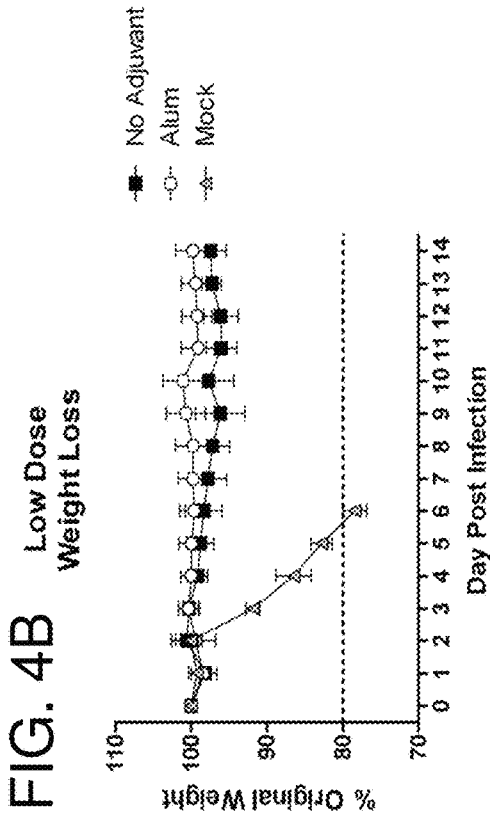 FIG. 4B
Low Dose
Weight Loss
No Adjuvant
Alum
Mock
% Original Weight
110
100
90
80
70
0 1 2 3 4 5 6 7 8 9 10 11 12 13 14
Day Post Infection